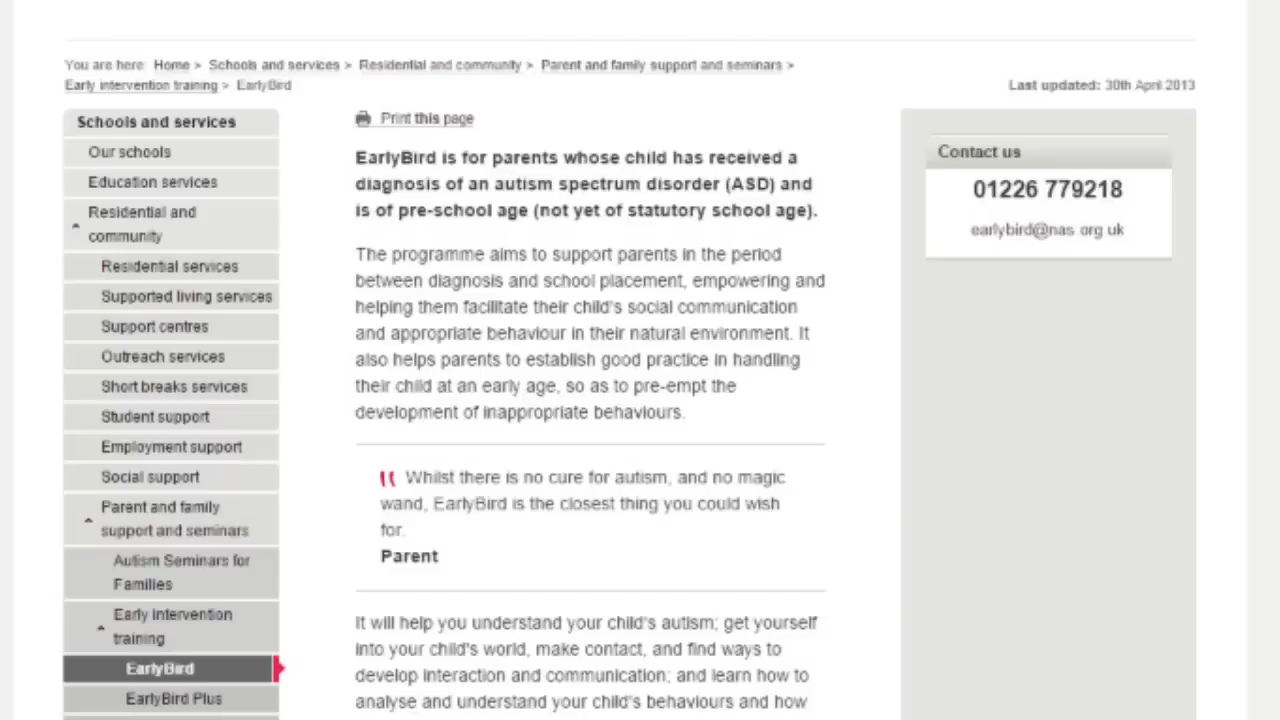 You are here: Home > Schools and services > Residential and community > Parent and family support and seminars >
Early intervention training > EarlyBird
Last updated: 30th April 2013
Schools and services
Our schools
Education services
Residential and
community
Residential services
Supported living services
Support centres
Outreach services
Short breaks services
Student support
Employment support
Social support
Parent and family
support and seminars
Autism Seminars for
Families
Early intervention
training
EarlyBird
EarlyBird Plus
Print this page
EarlyBird is for parents whose child has received a
diagnosis of an autism spectrum disorder (ASD) and
is of pre-school age (not yet of statutory school age).
The programme aims to support parents in the period
between diagnosis and school placement, empowering and
helping them facilitate their child's social communication
and appropriate behaviour in their natural environment. It
also helps parents to establish good practice in handling
their child at an early age, so as to pre-empt the
development of inappropriate behaviours.
Whilst there is no cure for autism, and no magic
wand, EarlyBird is the closest thing you could wish
for.
Parent
It will help you understand your child's autism; get yourself
into your child's world, make contact, and find ways to
develop interaction and communication; and learn how to
analyse and understand your child's behaviours and how
Contact us
01226 779218
earlybird@nas.org.uk